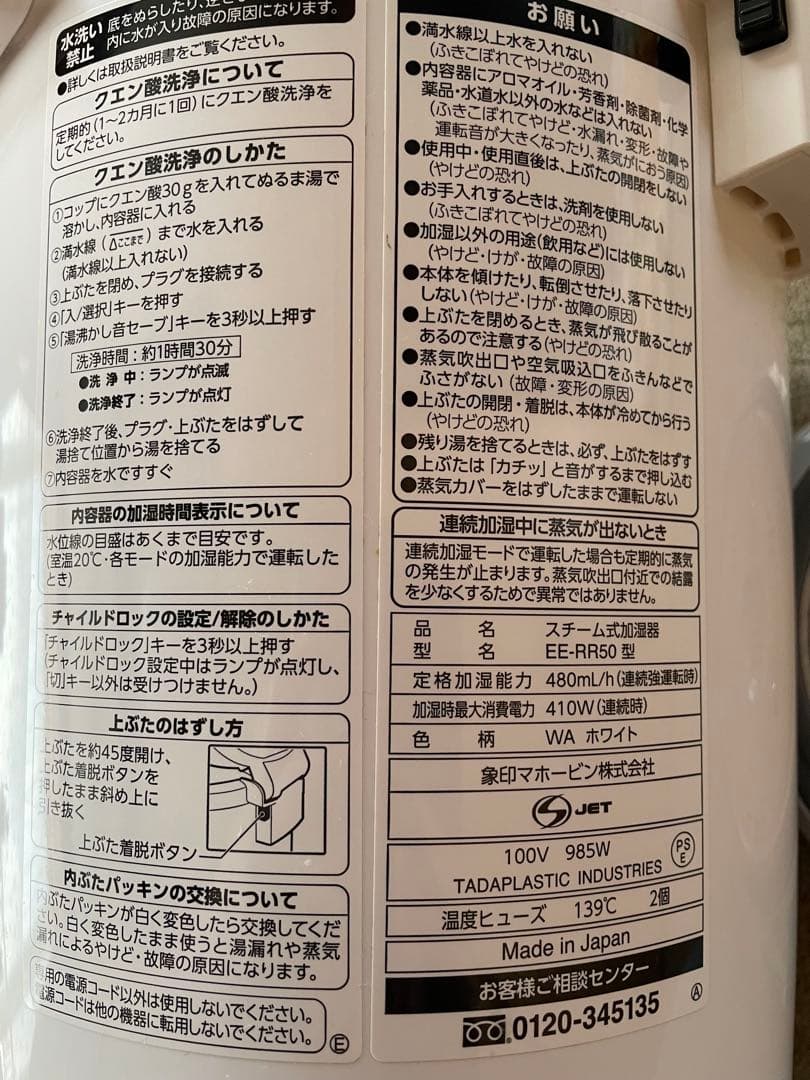 水洗い
禁止
底をぬらしたり、逆さ
内に水が入り故障の原因になります。
●詳しくは取扱説明書をご覧ください。
クエン酸洗浄について
定期的(1〜2カ月に1回)にクエン酸洗浄を
してください。
クエン酸洗浄のしかた
①コップにクエン酸30gを入れてぬるま湯で
溶かし、内容器に入れる
②満水線(△ここまで)まで水を入れる
(満水線以上入れない)
③上ぶたを閉め、プラグを接続する
④「入/選択」キーを押す
⑤「湯沸かし音セーブ」キーを3秒以上押す
洗浄時間:約1時間30分
●洗浄中:ランプが点滅
●洗浄終了:ランプが点灯
⑥洗浄終了後、プラグ・上ぶたをはずして
湯捨て位置から湯を捨てる
⑦内容器を水ですすぐ
内容器の加湿時間表示について
水位線の目盛はあくまで目安です。
(室温20℃・各モードの加湿能力で運転した
とき)
チャイルドロックの設定/解除のしかた
「チャイルドロック」キーを3秒以上押す
(チャイルドロック設定中はランプが点灯し、
「切」キー以外は受けつけません。)
上ぶたのはずし方
上ぶたを約45度開け、
上ぶた着脱ボタンを
押したまま斜め上に
引き抜く
上ぶた着脱ボタン
内ぶたパッキンの交換について
内ぶたパッキンが白く変色したら交換してくだ
さい。白く変色したまま使うと湯漏れや蒸気
漏れによるやけど・故障の原因になります。
専用の電源コード以外は使用しないでください。
電源コードは他の機器に転用しないでください。
Ⓔ
お願い
●満水線以上水を入れない
(ふきこぼれてやけどの恐れ)
●内容器にアロマオイル・芳香剤・除菌剤・化学
薬品・水道水以外の水などは入れない
(ふきこぼれてやけど・水漏れ・変形・故障や
運転音が大きくなったり、蒸気がにおう原因)
●使用中・使用直後は、上ぶたの開閉をしない
(やけどの恐れ)
●お手入れするときは、洗剤を使用しない
(ふきこぼれてやけどの恐れ)
●加湿以外の用途(飲用など)には使用しない
(やけど・けが・故障の原因)
●本体を傾けたり、転倒させたり、落下させたり
しない(やけど・けが・故障の原因)
●上ぶたを閉めるとき、蒸気が飛び散ることが
あるので注意する(やけどの恐れ)
●蒸気吹出口や空気吸込口をふきんなどで
ふさがない(故障・変形の原因)
●上ぶたの開閉・着脱は、本体が冷めてから行う
(やけどの恐れ)
●残り湯を捨てるときは、必ず、上ぶたをはずす
●上ぶたは「カチッ」と音がするまで押し込む
●蒸気カバーをはずしたままで運転しない
連続加湿中に蒸気が出ないとき
連続加湿モードで運転した場合も定期的に蒸気
の発生が止まります。蒸気吹出口付近での結露
を少なくするためで異常ではありません。
品名 スチーム式加湿器
型名 EE-RR50型
定格加湿能力 480mL/h(連続強運転時)
加湿時最大消費電力 410W(連続時)
色柄 WA ホワイト
象印マホービン株式会社
JET
100V 985W
PS
E
TADAPLASTIC INDUSTRIES
温度ヒューズ 139℃ 2個
Made in Japan
お客様ご相談センター
0120-345135
Ⓐ